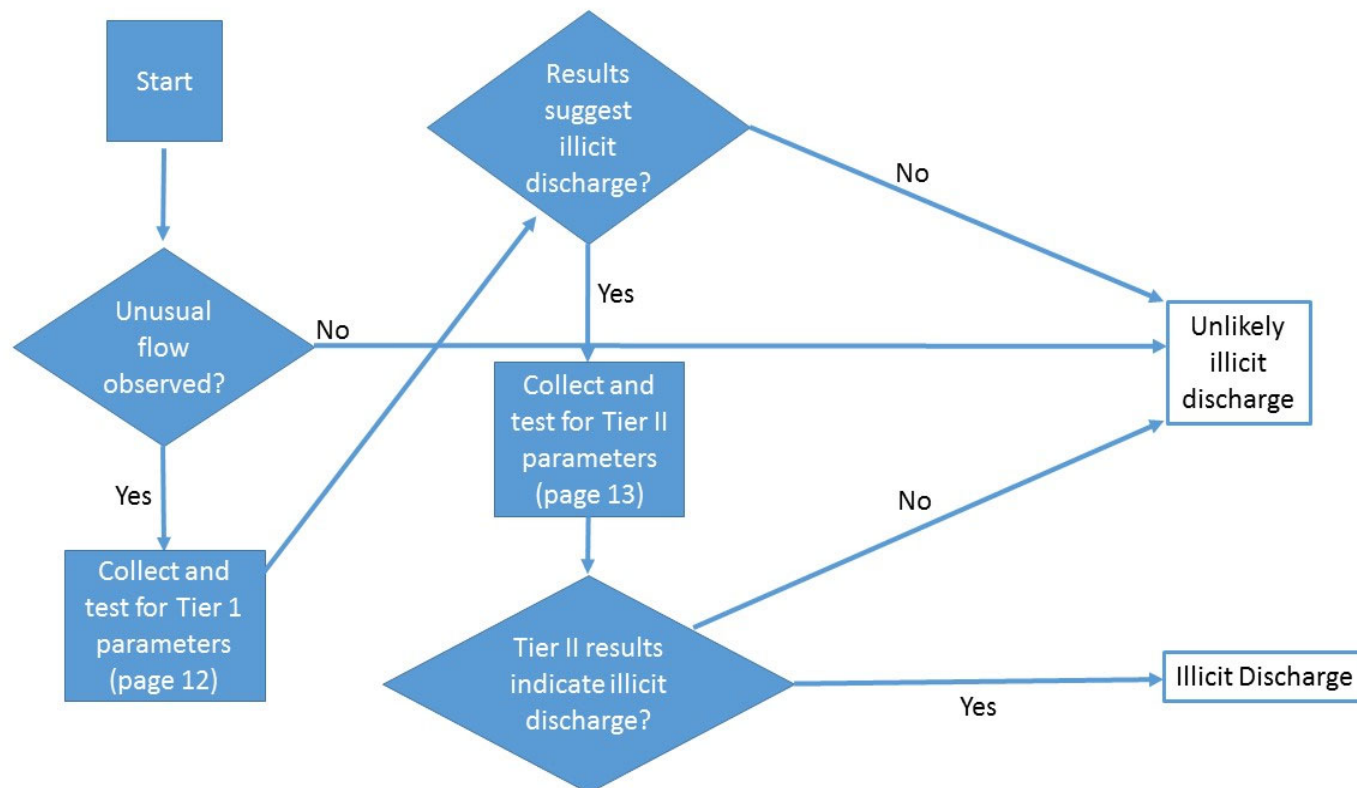 Start
Unusual
flow
observed?
No
Yes
Collect and
test for Tier 1
parameters
(page 12)
Results
suggest
illicit
discharge?
No
Yes
Collect and
test for Tier II
parameters
(page 13)
Tier II results
indicate illicit
discharge?
No
Yes
Unlikely
illicit
discharge
Illicit Discharge